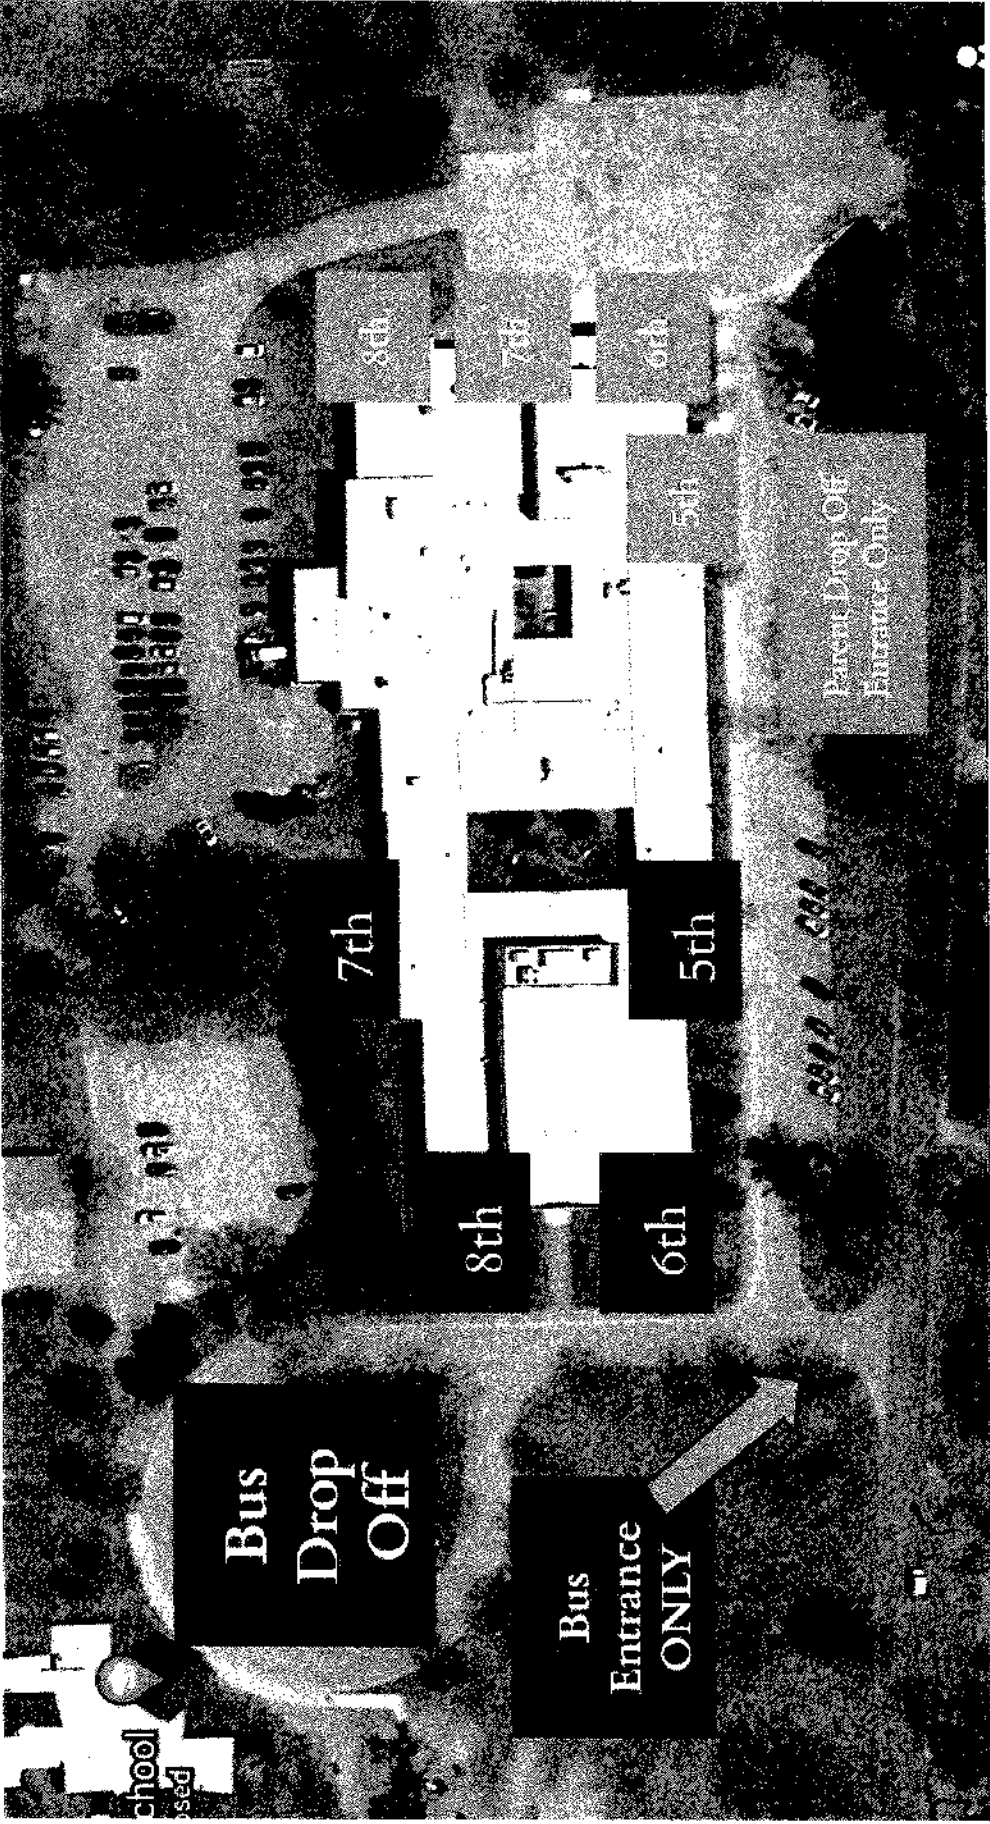 chool
sed
Bus
Drop
Off
7th
8th
8th
7th
Bus
Entrance
ONLY
6th
5th
5th
6th
Parent Drop Off
Entrance Only